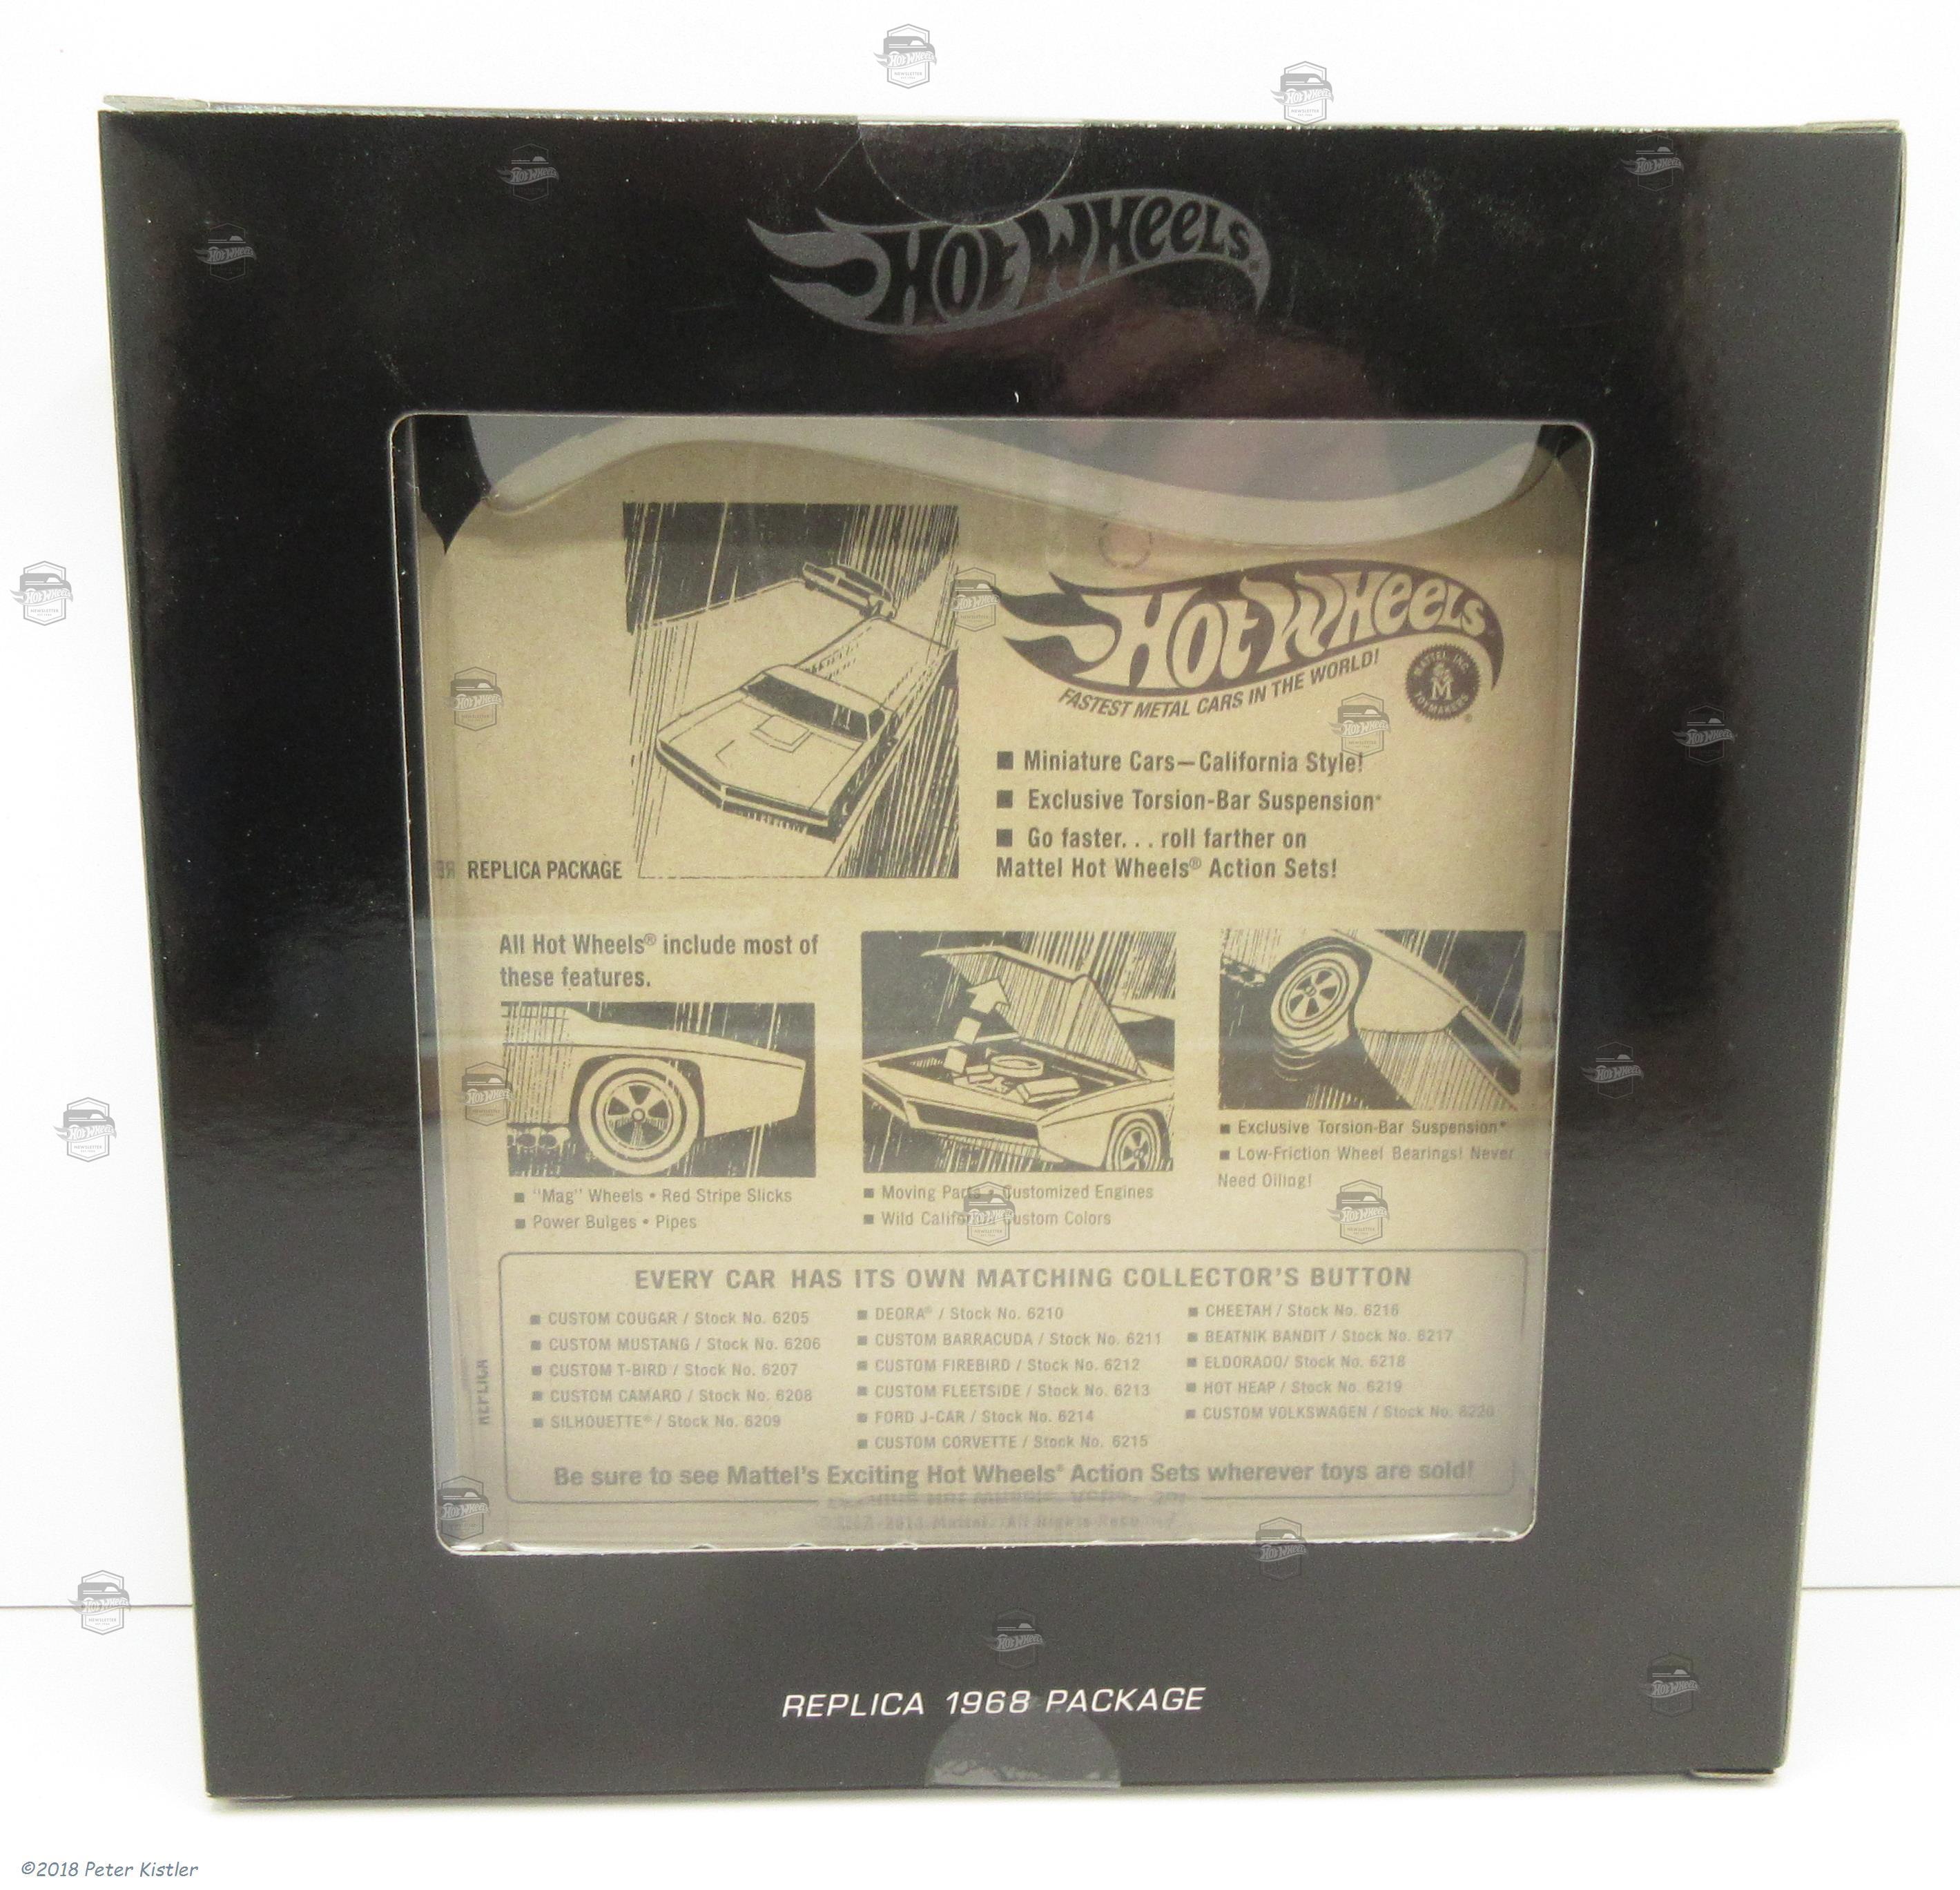 HOT WHEELS
HOT WHEELS
FASTEST METAL CARS IN THE WORLD!
MATTEL, INC.
M
TOYMAKERS
■ Miniature Cars—California Style!
■ Exclusive Torsion-Bar Suspension*
■ Go faster. . . roll farther on
Mattel Hot Wheels® Action Sets!
REPLICA PACKAGE
All Hot Wheels® include most of
these features.
■ "Mag" Wheels • Red Stripe Slicks
■ Power Bulges • Pipes
■ Moving Parts • Customized Engines
■ Wild California Custom Colors
■ Exclusive Torsion-Bar Suspension*
■ Low-Friction Wheel Bearings! Never
Need Oiling!
EVERY CAR HAS ITS OWN MATCHING COLLECTOR'S BUTTON
■ CUSTOM COUGAR / Stock No. 6205
■ CUSTOM MUSTANG / Stock No. 6206
■ CUSTOM T-BIRD / Stock No. 6207
■ CUSTOM CAMARO / Stock No. 6208
■ SILHOUETTE® / Stock No. 6209
■ DEORA® / Stock No. 6210
■ CUSTOM BARRACUDA / Stock No. 6211
■ CUSTOM FIREBIRD / Stock No. 6212
■ CUSTOM FLEETSIDE / Stock No. 6213
■ FORD J-CAR / Stock No. 6214
■ CUSTOM CORVETTE / Stock No. 6215
■ CHEETAH / Stock No. 6216
■ BEATNIK BANDIT / Stock No. 6217
■ ELDORADO/ Stock No. 6218
■ HOT HEAP / Stock No. 6219
■ CUSTOM VOLKSWAGEN / Stock No. 6220
Be sure to see Mattel's Exciting Hot Wheels® Action Sets wherever toys are sold!
REPLICA
REPLICA 1968 PACKAGE
©2018 Peter Kistler